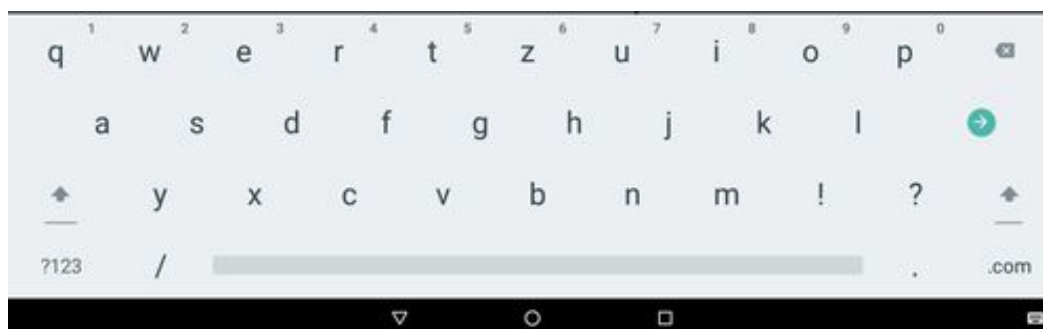 1 2 3 4 5 6 7 8 9 0
q w e r t z u i o p
a s d f g h j k l
y x c v b n m ! ?
?123 / . .com